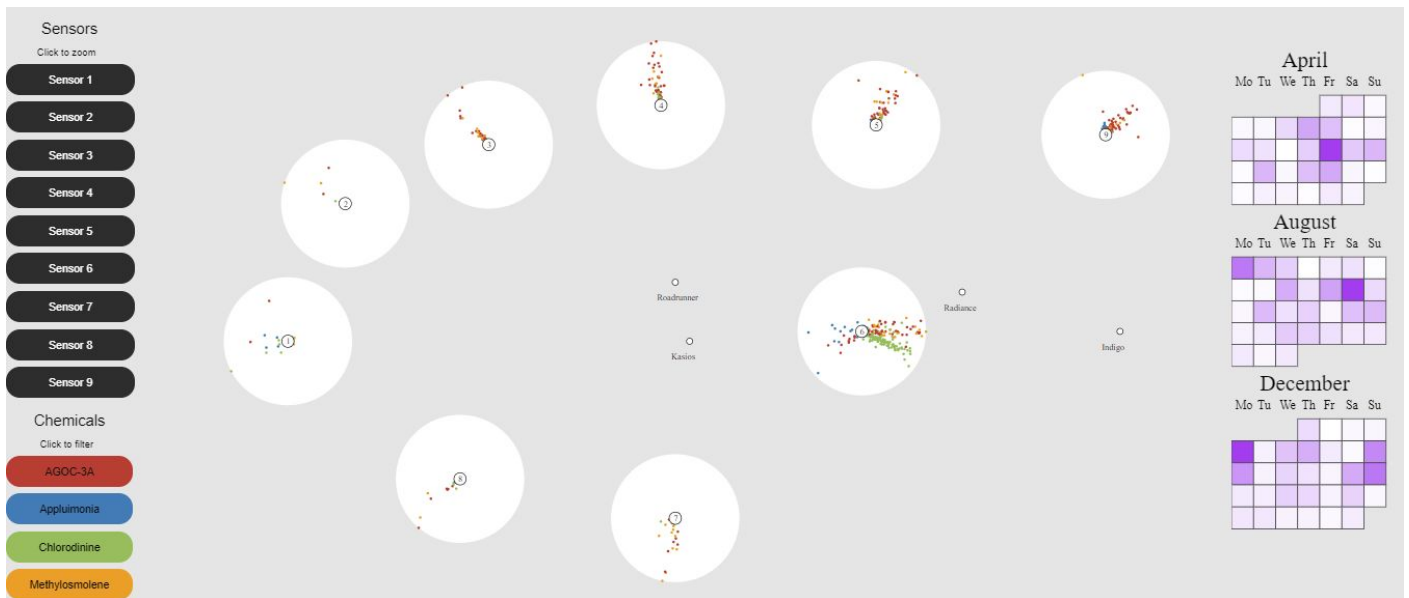 Sensors
Click to zoom
Sensor 1
Sensor 2
Sensor 3
Sensor 4
Sensor 5
Sensor 6
Sensor 7
Sensor 8
Sensor 9
Chemicals
Click to filter
AGOC-3A
Appluimonia
Chlorodinine
Methylosmolene
4
5
9
3
2
1
6
8
7
Roadrunner
Kasios
Radiance
Indigo
April
Mo Tu We Th Fr Sa Su
August
Mo Tu We Th Fr Sa Su
December
Mo Tu We Th Fr Sa Su